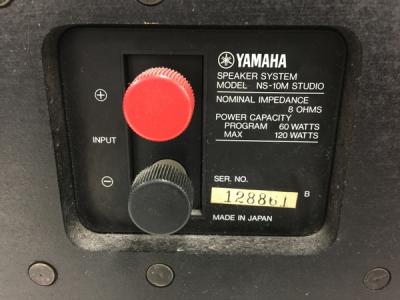 YAMAHA
SPEAKER SYSTEM
MODEL NS-10M STUDIO
NOMINAL IMPEDANCE
8 OHMS
POWER CAPACITY
PROGRAM 60 WATTS
MAX 120 WATTS
+
INPUT
−
SER. NO.
128861 B
MADE IN JAPAN